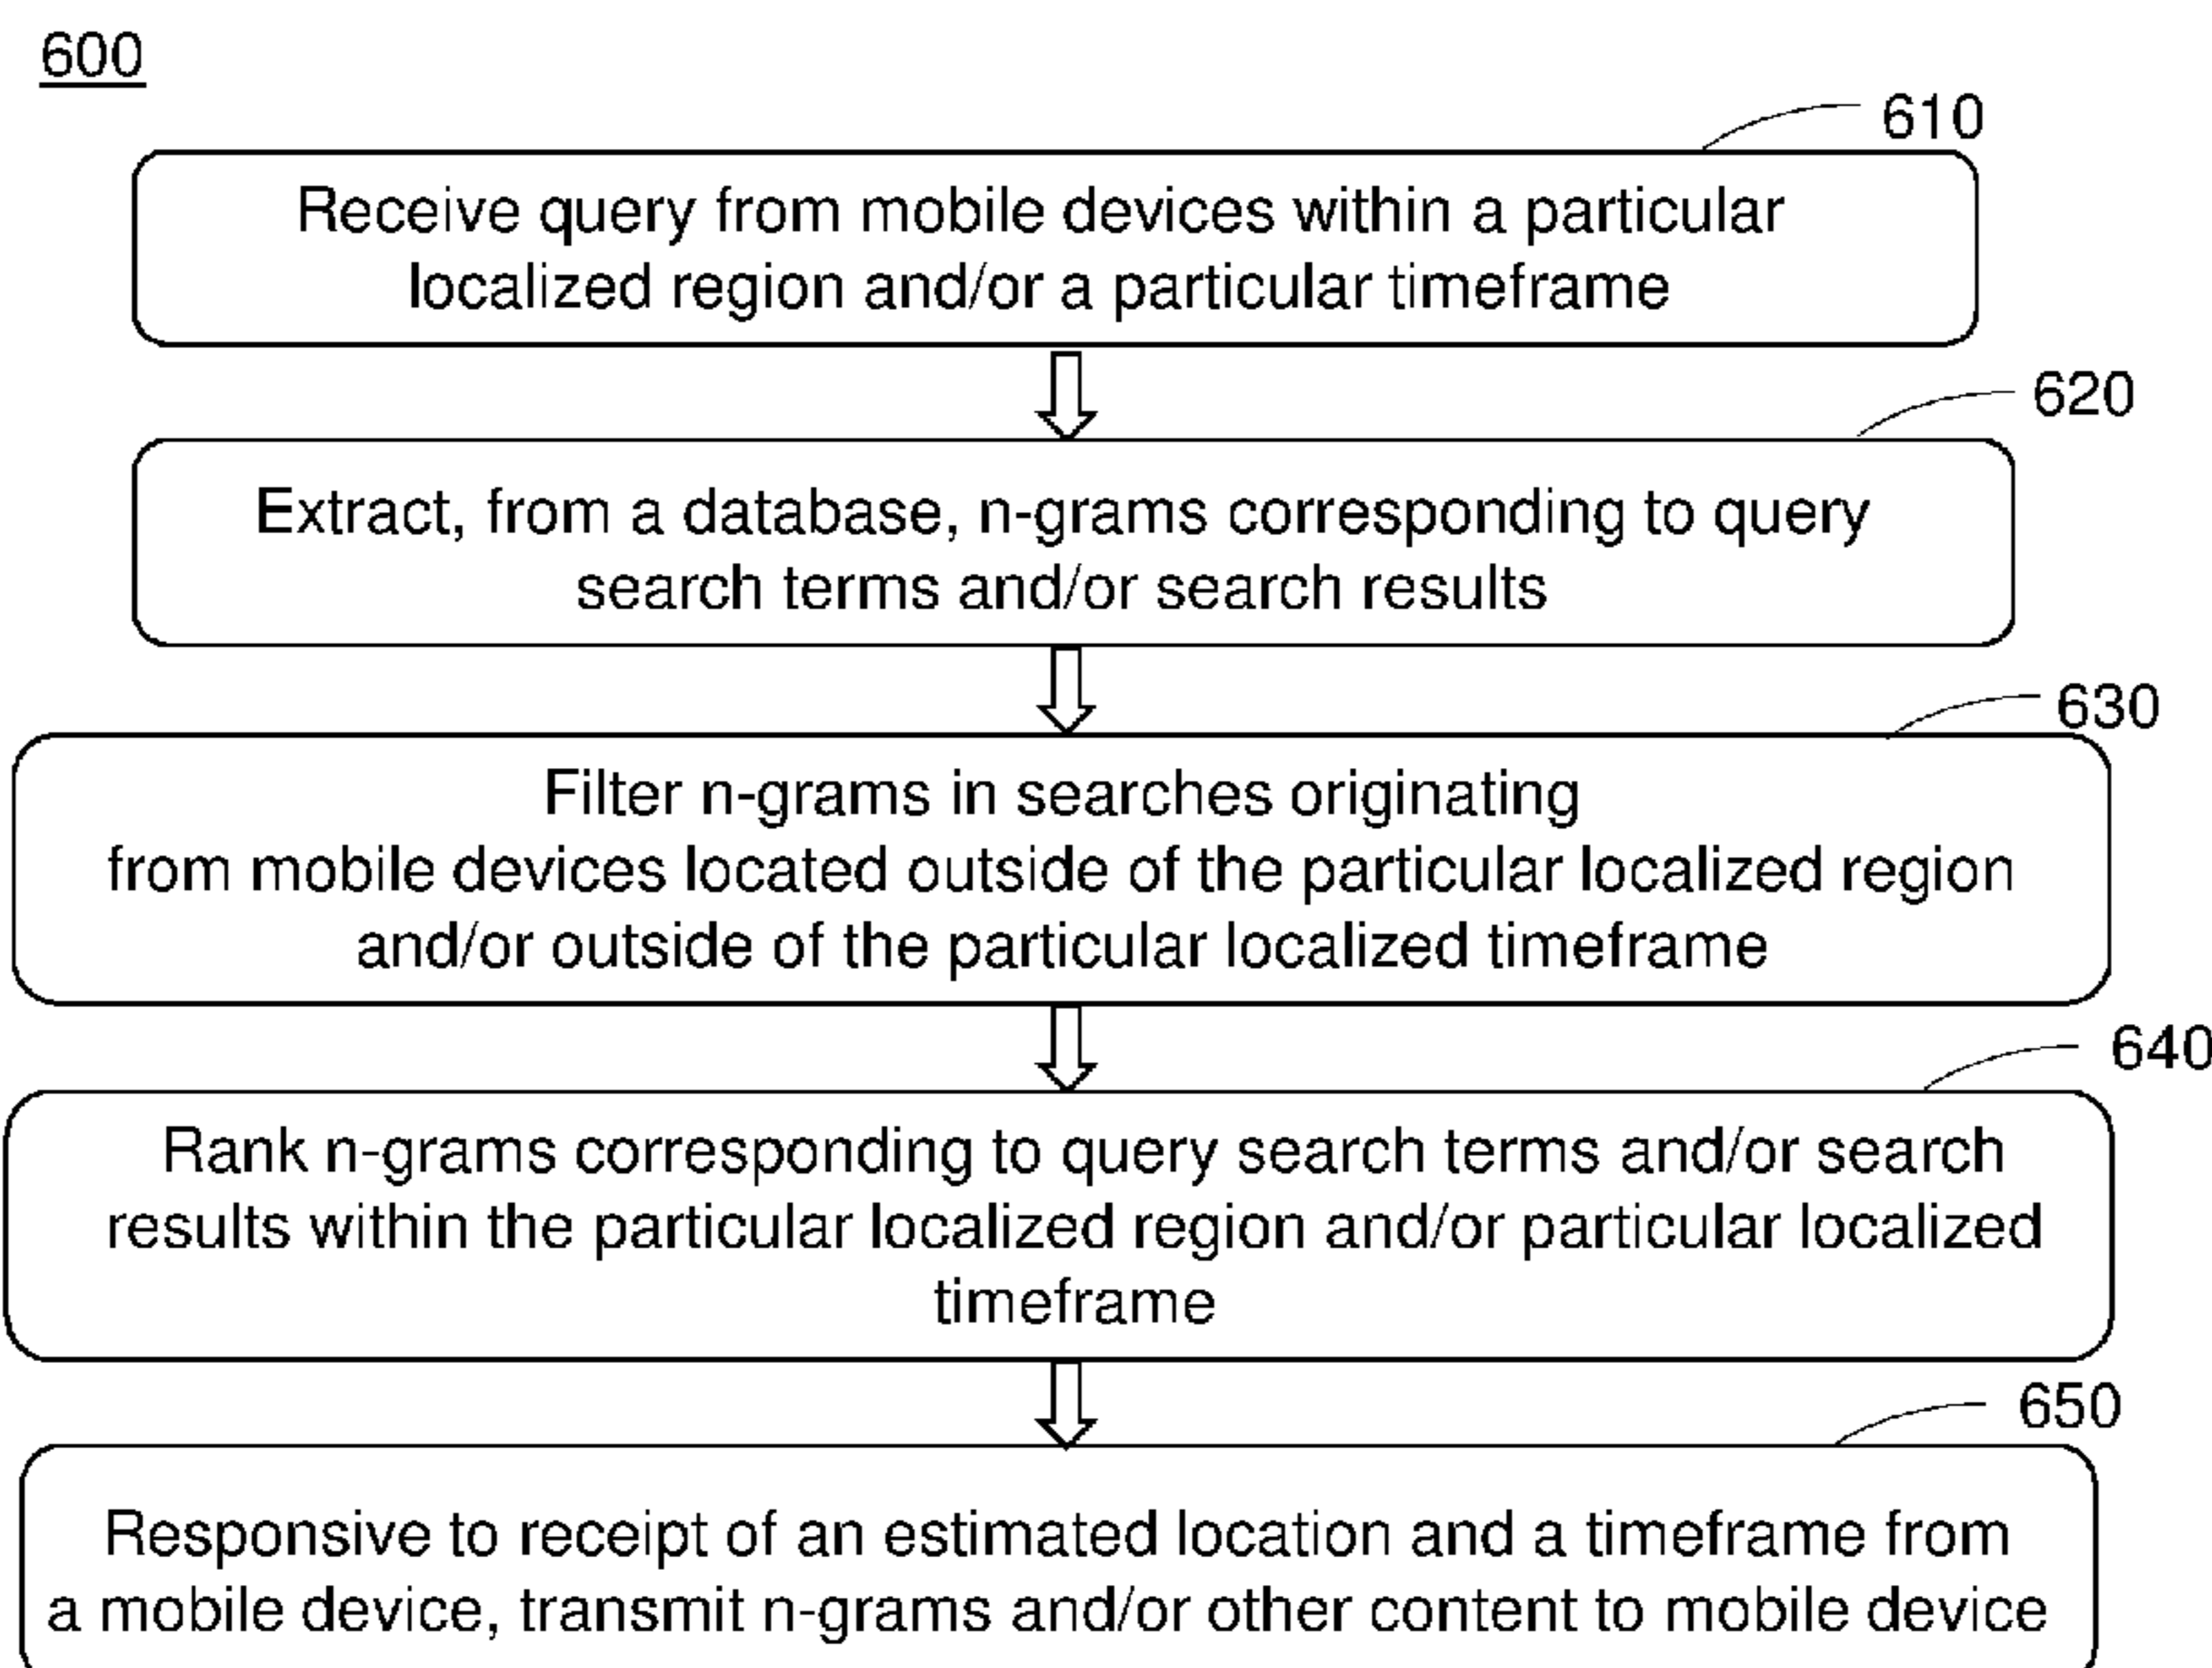 600
610
Receive query from mobile devices within a particular
localized region and/or a particular timeframe
620
Extract, from a database, n-grams corresponding to query
search terms and/or search results
630
Filter n-grams in searches originating
from mobile devices located outside of the particular localized region
and/or outside of the particular localized timeframe
640
Rank n-grams corresponding to query search terms and/or search
results within the particular localized region and/or particular localized
timeframe
650
Responsive to receipt of an estimated location and a timeframe from
a mobile device, transmit n-grams and/or other content to mobile device